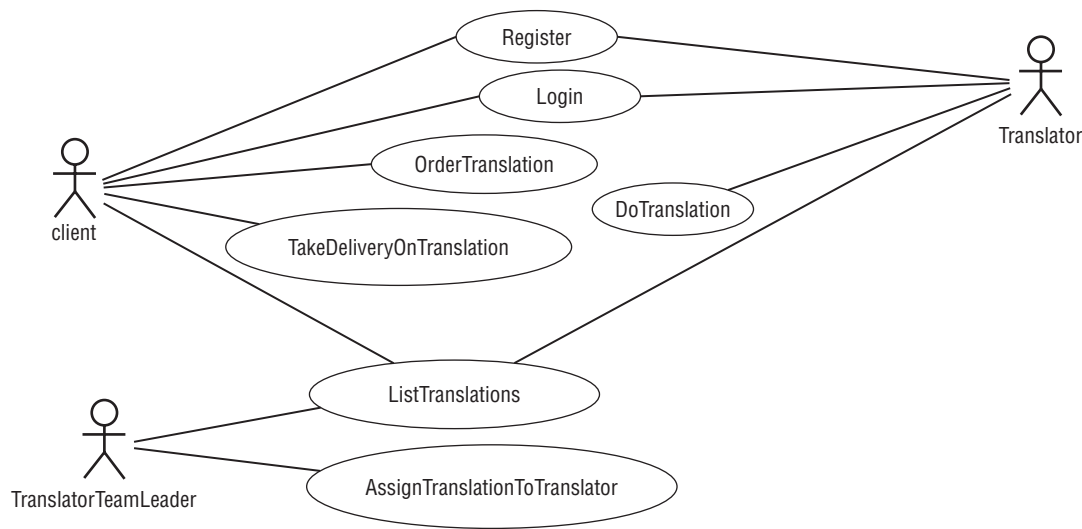 Register
Login
Translator
OrderTranslation
DoTranslation
client
TakeDeliveryOnTranslation
ListTranslations
TranslatorTeamLeader
AssignTranslationToTranslator